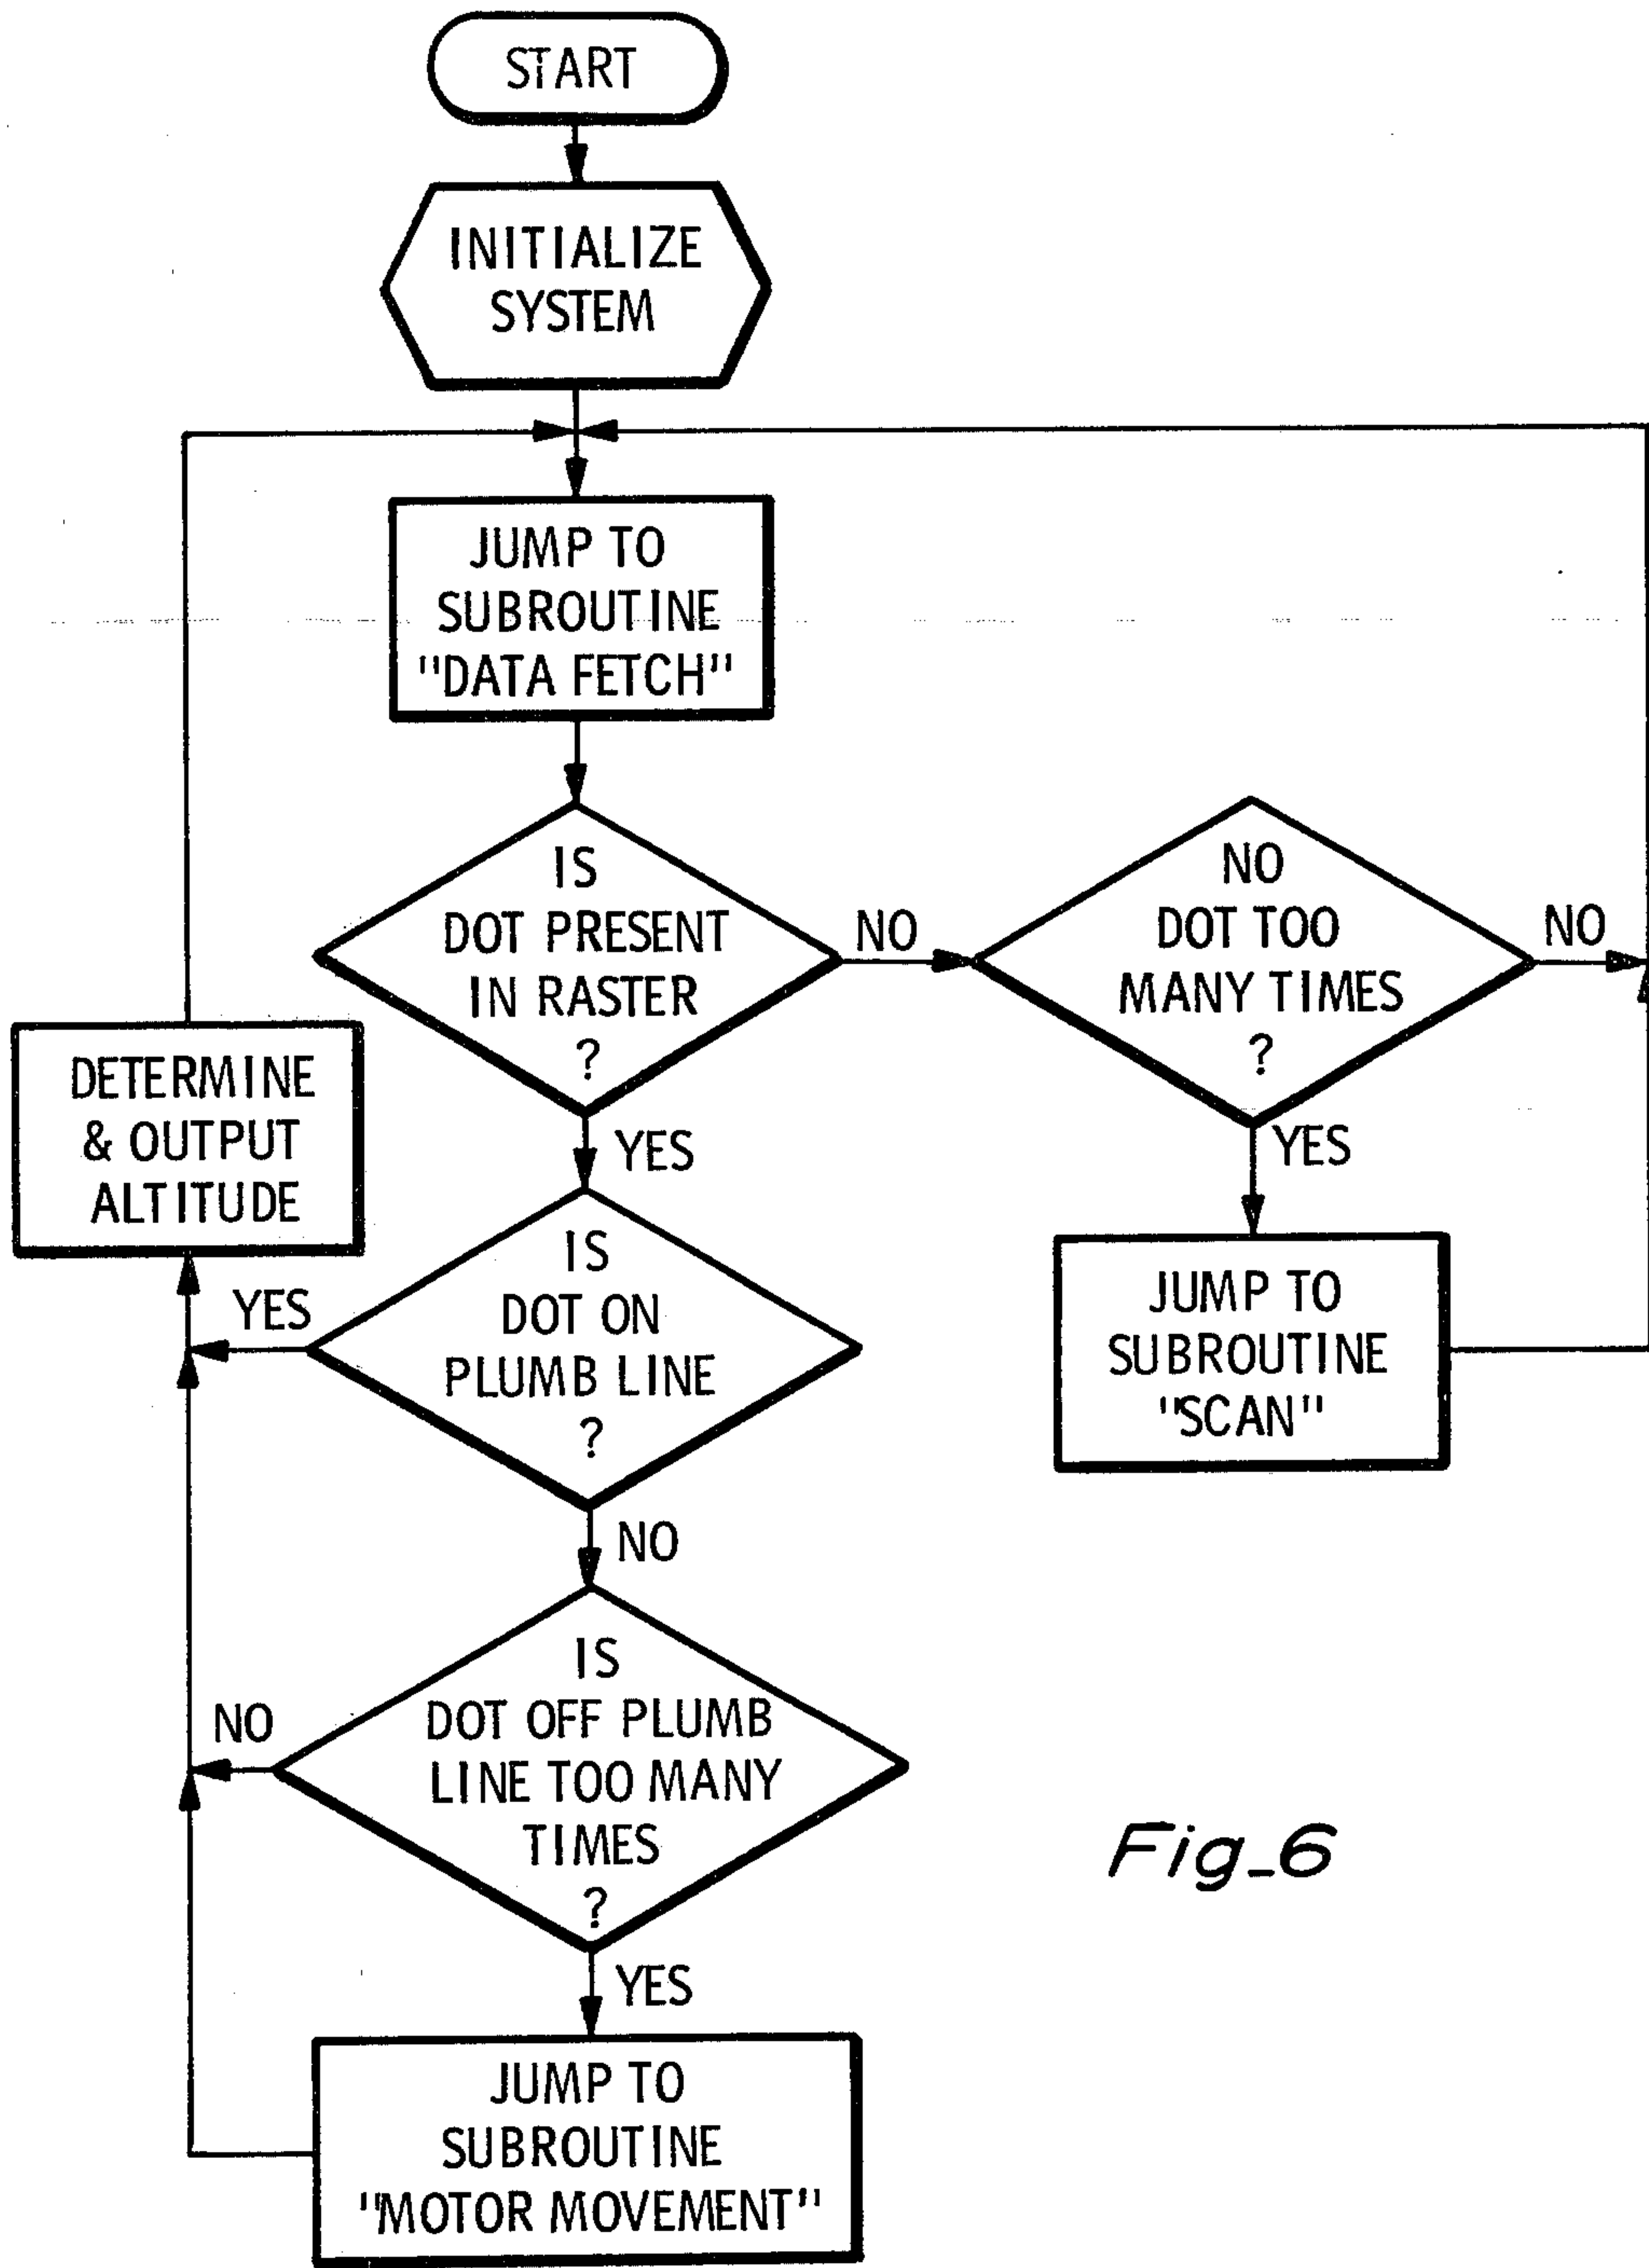 START
INITIALIZE
SYSTEM
JUMP TO
SUBROUTINE
"DATA FETCH"
IS
DOT PRESENT
IN RASTER
?
NO
NO
DOT TOO
MANY TIMES
?
NO
DETERMINE
& OUTPUT
ALTITUDE
YES
YES
IS
DOT ON
PLUMB LINE
?
YES
JUMP TO
SUBROUTINE
"SCAN"
NO
IS
DOT OFF PLUMB
LINE TOO MANY
TIMES
?
NO
YES
JUMP TO
SUBROUTINE
"MOTOR MOVEMENT"
Fig_6